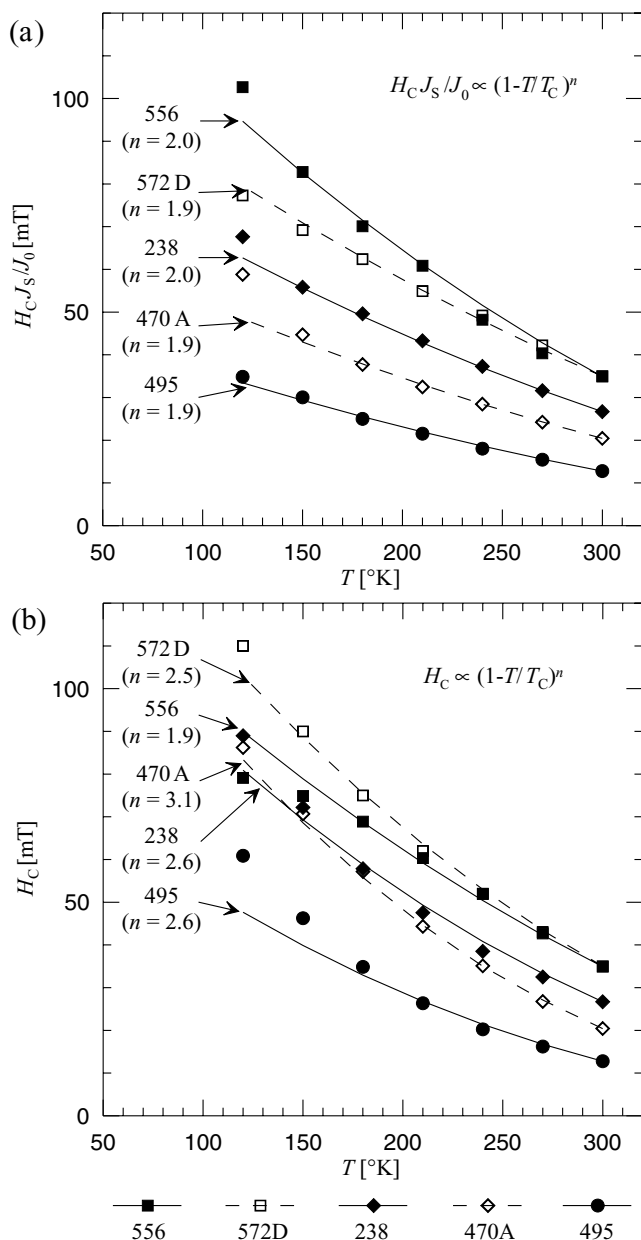 (a)
100
50
0
H_C J_S/J_0 [mT]
H_C J_S/J_0 ∝ (1-T/T_C)^n
556
(n = 2.0)
572 D
(n = 1.9)
238
(n = 2.0)
470 A
(n = 1.9)
495
(n = 1.9)
50 100 150 200 250 300
T [°K]
(b)
100
50
0
H_C [mT]
H_C ∝ (1-T/T_C)^n
572 D
(n = 2.5)
556
(n = 1.9)
470 A
(n = 3.1)
238
(n = 2.6)
495
(n = 2.6)
50 100 150 200 250 300
T [°K]
556 572D 238 470A 495